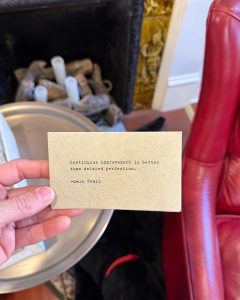 Continuous improvement is better
than delayed perfection.
-Mark Twain